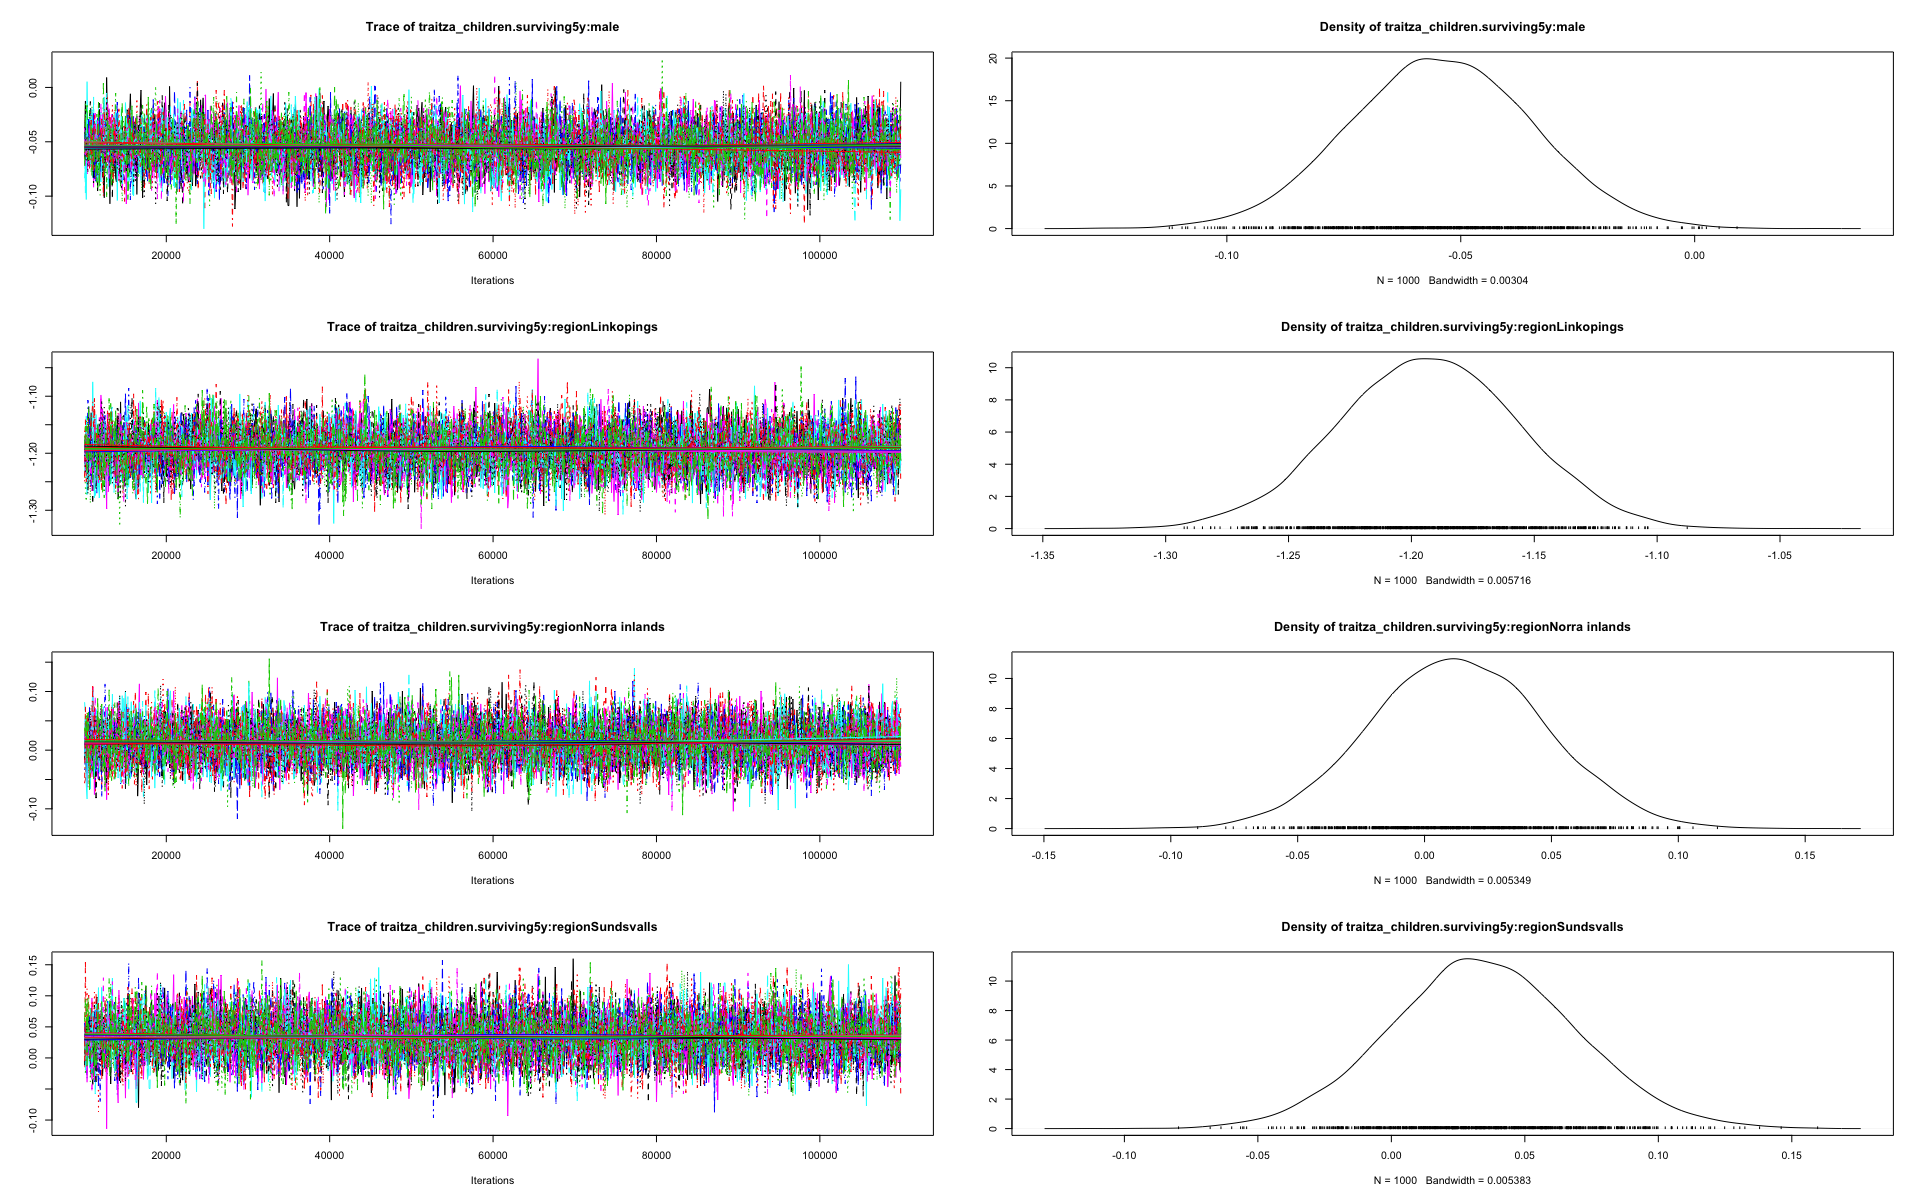 Trace of traitza_children.surviving5y:male
0.00
-0.05
-0.10
20000 40000 60000 80000 100000
Iterations
Density of traitza_children.surviving5y:male
20
15
10
5
0
-0.10 -0.05 0.00
N = 1000 Bandwidth = 0.00304
Trace of traitza_children.surviving5y:regionLinkopings
-1.10
-1.20
-1.30
20000 40000 60000 80000 100000
Iterations
Density of traitza_children.surviving5y:regionLinkopings
10
8
6
4
2
0
-1.35 -1.30 -1.25 -1.20 -1.15 -1.10 -1.05
N = 1000 Bandwidth = 0.005716
Trace of traitza_children.surviving5y:regionNorra inlands
0.10
0.00
-0.10
20000 40000 60000 80000 100000
Iterations
Density of traitza_children.surviving5y:regionNorra inlands
10
8
6
4
2
0
-0.15 -0.10 -0.05 0.00 0.05 0.10 0.15
N = 1000 Bandwidth = 0.005349
Trace of traitza_children.surviving5y:regionSundsvalls
0.15
0.10
0.05
0.00
-0.10
20000 40000 60000 80000 100000
Iterations
Density of traitza_children.surviving5y:regionSundsvalls
10
8
6
4
2
0
-0.10 -0.05 0.00 0.05 0.10 0.15
N = 1000 Bandwidth = 0.005383